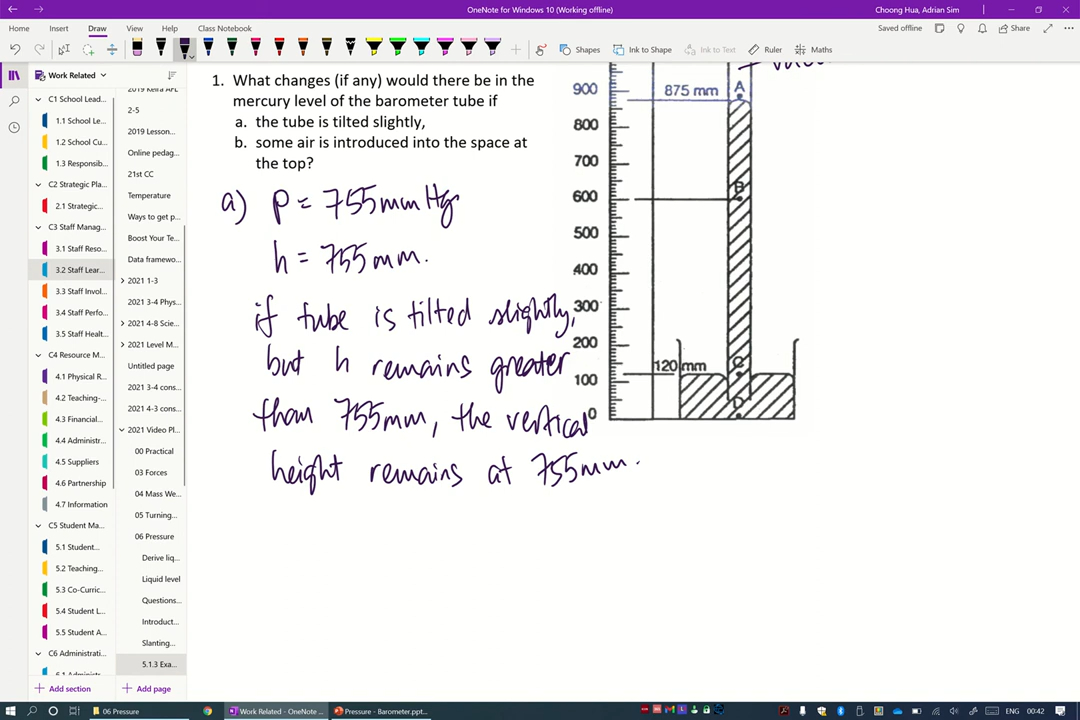 OneNote for Windows 10 (Working offline)
Choong Hua, Adrian Sim
Home Insert Draw View Help Class Notebook
Saved offline
Share
Shapes
Ink to Shape
Ink to Text
Ruler
Maths
Work Related
C1 School Lead...
1.1 School Le...
1.2 School Cu...
1.3 Responsib...
C2 Strategic Pla...
2.1 Strategic...
C3 Staff Manag...
3.1 Staff Reso...
3.2 Staff Lear...
3.3 Staff Invol...
3.4 Staff Perfo...
3.5 Staff Healt...
C4 Resource M...
4.1 Physical R...
4.2 Teaching-...
4.3 Financial...
4.4 Administr...
4.5 Suppliers
4.6 Partnership
4.7 Information
C5 Student Ma...
5.1 Student...
5.2 Teaching...
5.3 Co-Curric...
5.4 Student L...
5.5 Student A...
C6 Administrati...
Add section
2019 Keira AFL
2-5
2019 Lesson...
Online pedag...
21st CC
Temperature
Ways to get p...
Boost Your Te...
Data framewo...
2021 1-3
2021 3-4 Phys...
2021 4-8 Scie...
2021 Level M...
Untitled page
2021 3-4 cons...
2021 4-3 cons...
2021 Video Pl...
00 Practical
03 Forces
04 Mass We...
05 Turning...
06 Pressure
Derive liq...
Liquid level
Questions...
Introduct...
Slanting...
5.1.3 Exa...
Add page
1. What changes (if any) would there be in the
mercury level of the barometer tube if
a. the tube is tilted slightly,
b. some air is introduced into the space at
the top?
a) P = 755mm Hg
h = 755 mm.
if tube is tilted slightly,
but h remains greater
than 755mm, the vertical
height remains at 755mm.
900
800
700
600
500
400
300
200
100
0
875 mm
120 mm
A
B
C
D
06 Pressure
Work Related - OneNote ...
Pressure - Barometer.ppt...
ENG
00:42